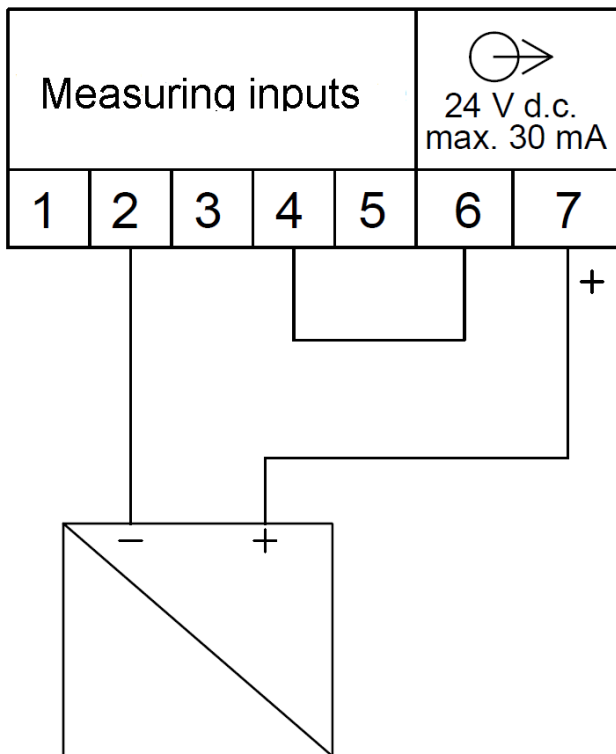 Measuring inputs
24 V d.c.
max. 30 mA
1 2 3 4 5 6 7
+
− +